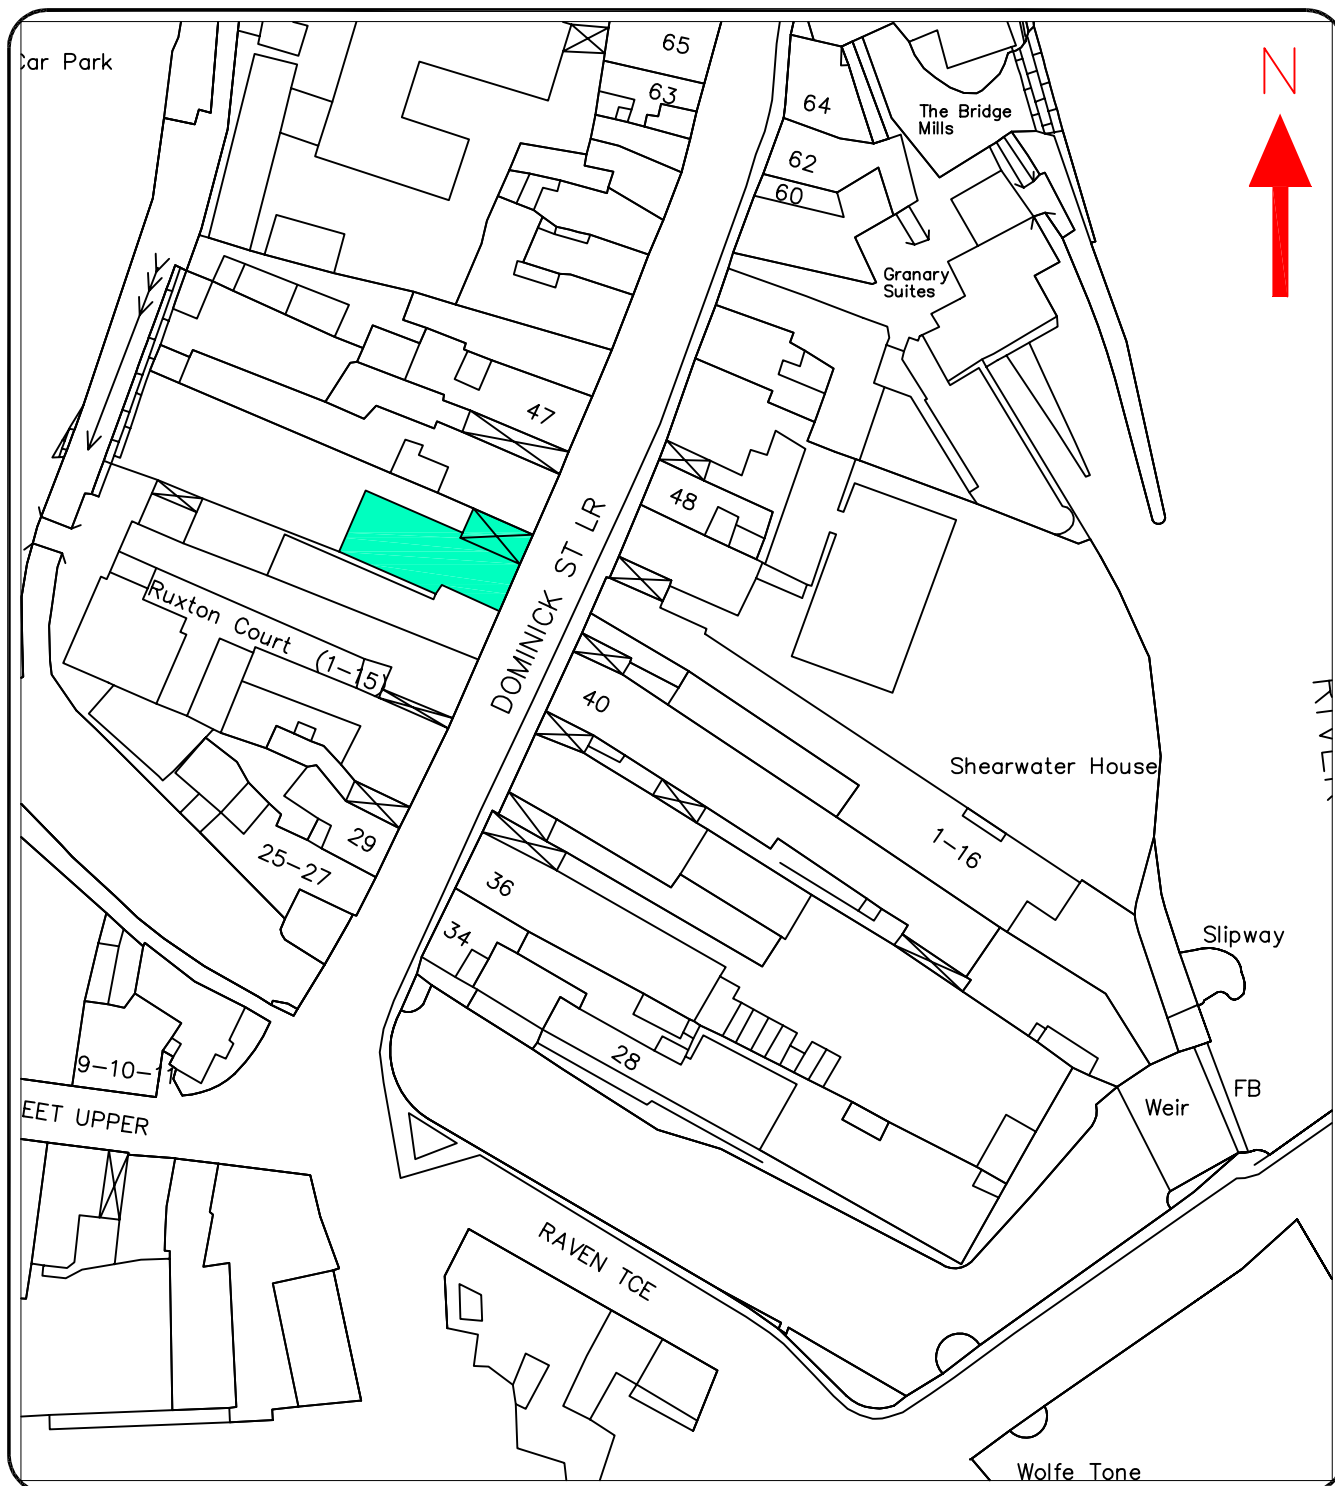 65
Car Park
N
63
64
The Bridge
Mills
62
60
Granary
Suites
47
48
DOMINICK ST LR
Ruxton Court (1-15)
40
RIVER
Shearwater House
29
1-16
25-27
36
34
Slipway
28
9-10-11
FB
EET UPPER
Weir
RAVEN TCE
Wolfe Tone